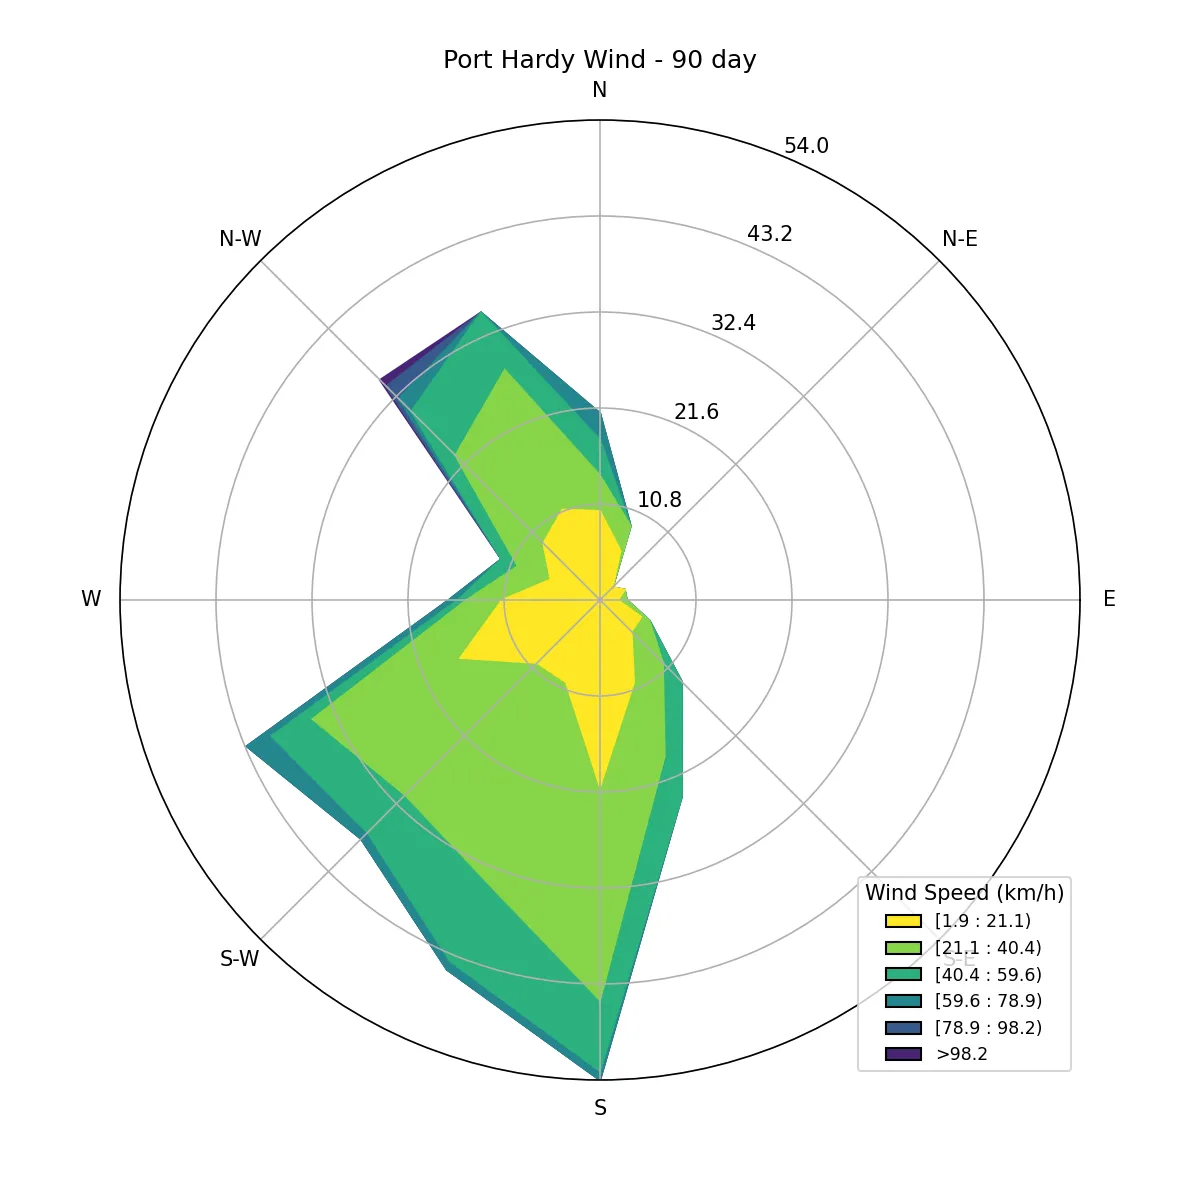 Port Hardy Wind - 90 day
N
54.0
43.2
N-W
N-E
32.4
21.6
10.8
W
E
Wind Speed (km/h)
[1.9 : 21.1)
[21.1 : 40.4)
S-W
S-E
[40.4 : 59.6)
[59.6 : 78.9)
[78.9 : 98.2)
>98.2
S